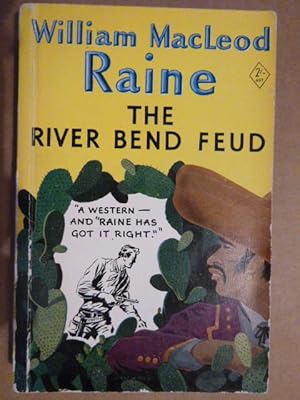 William MacLeod
Raine
2/-
NET
THE
RIVER BEND FEUD
"A WESTERN —
AND "RAINE HAS
GOT IT RIGHT.""